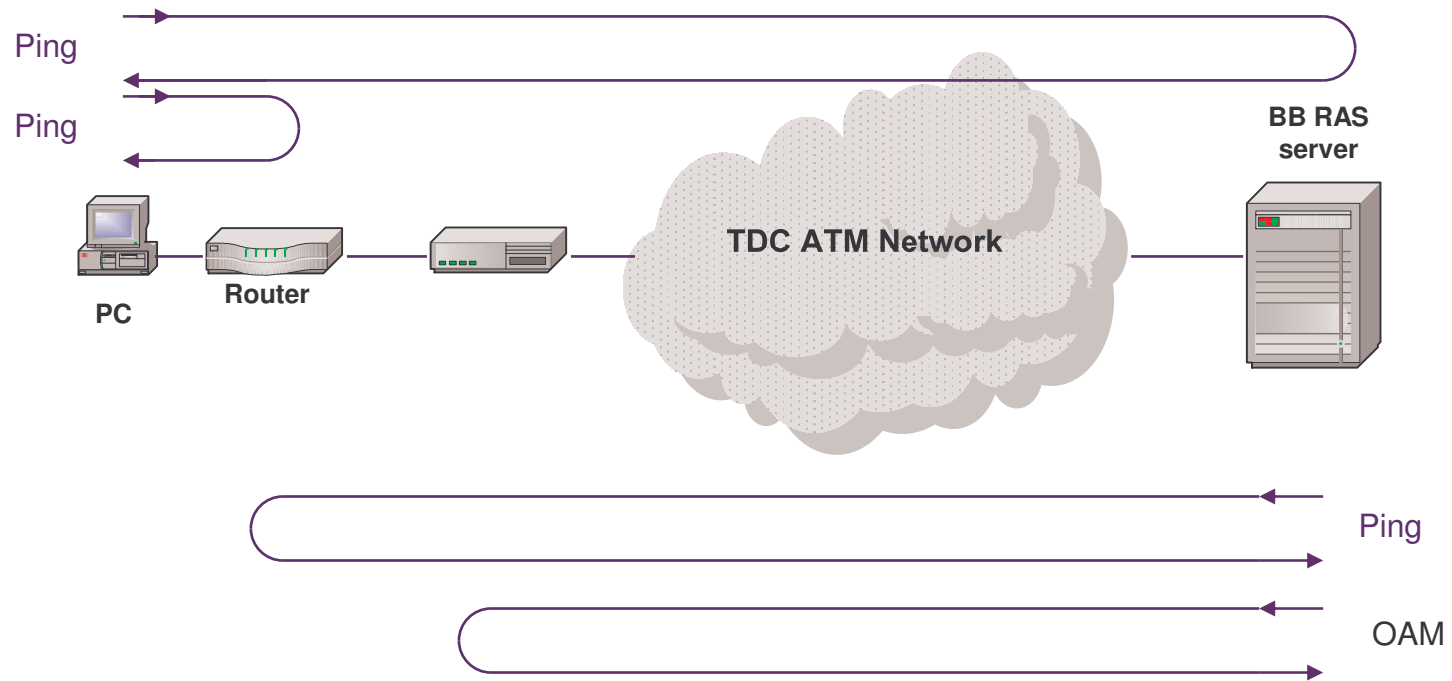 Ping
Ping
BB RAS
server
TDC ATM Network
Router
PC
Ping
OAM